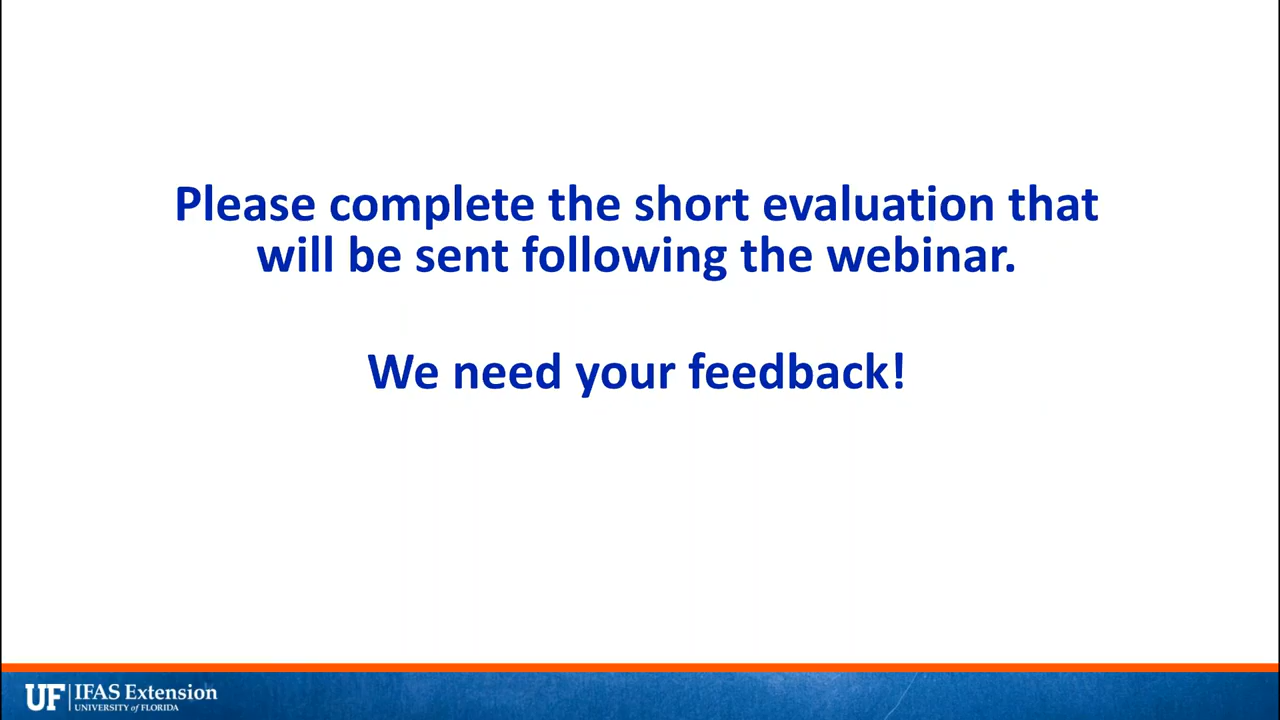 Please complete the short evaluation that
will be sent following the webinar.
We need your feedback!
UF IFAS Extension
UNIVERSITY of FLORIDA